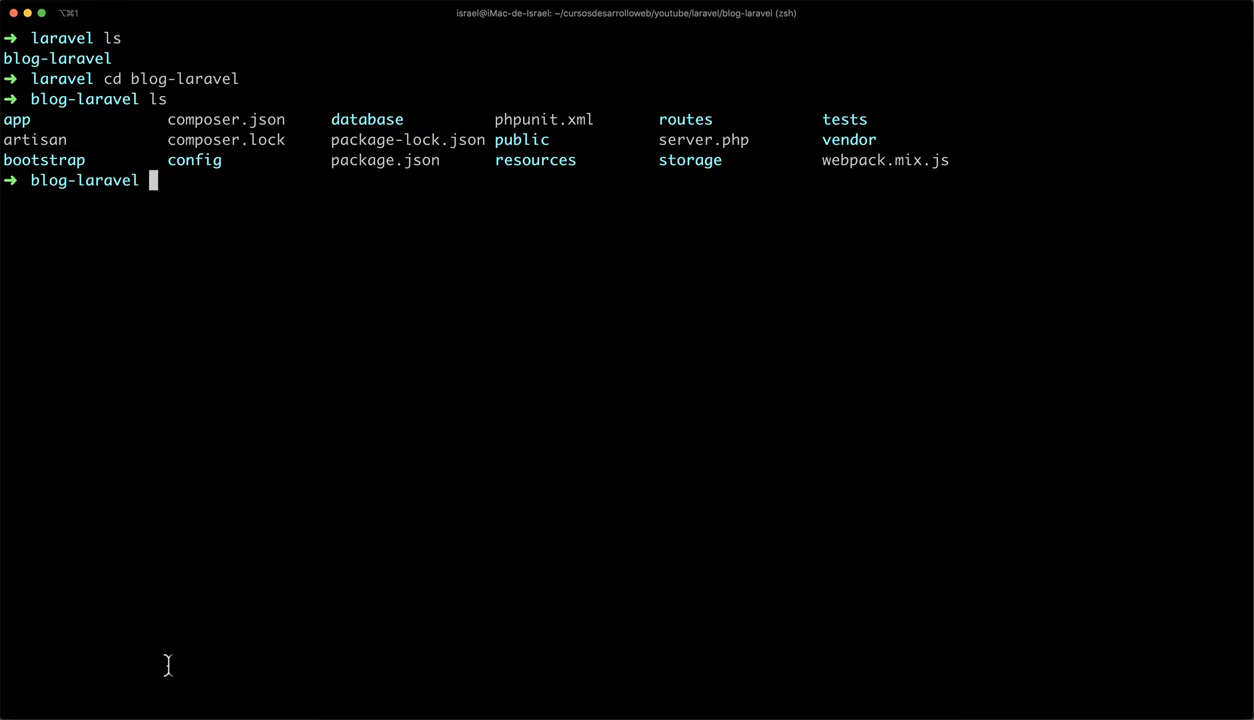 ⌥⌘1 israel@iMac-de-Israel: ~/cursosdesarrolloweb/youtube/laravel/blog-laravel (zsh)
➜ laravel ls
blog-laravel
➜ laravel cd blog-laravel
➜ blog-laravel ls
app composer.json database phpunit.xml routes tests
artisan composer.lock package-lock.json public server.php vendor
bootstrap config package.json resources storage webpack.mix.js
➜ blog-laravel